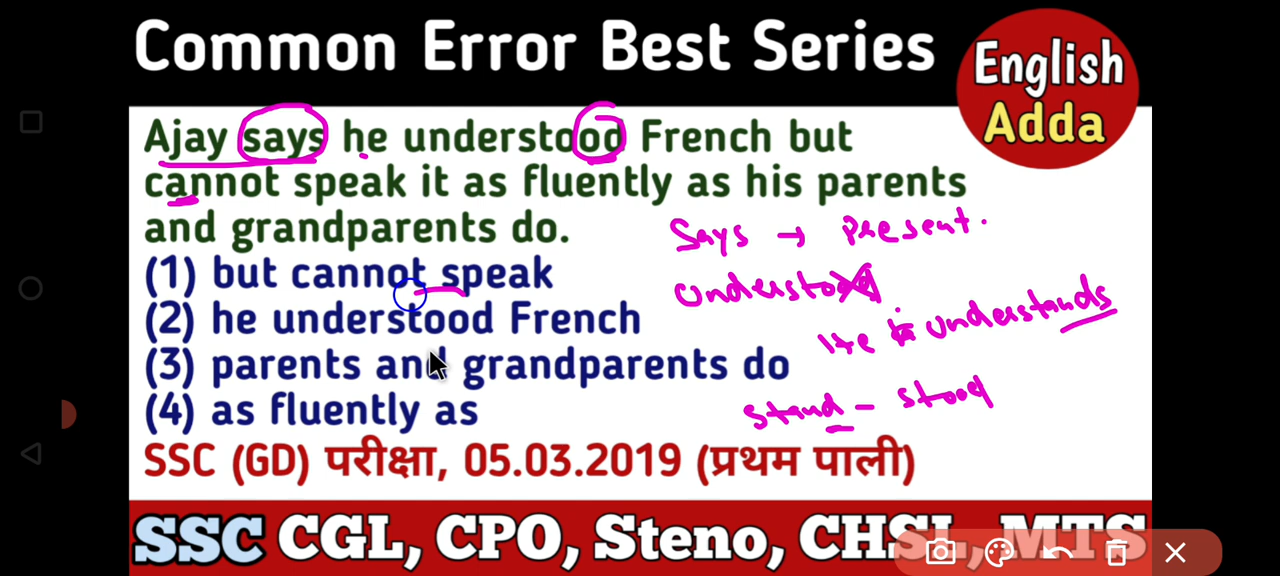 Common Error Best Series
English
Adda
Ajay says he understood French but
cannot speak it as fluently as his parents
and grandparents do.
Says → Present.
(1) but cannot speak
understood
(2) he understood French
He is understands
(3) parents and grandparents do
(4) as fluently as
stand - stood
SSC (GD) परीक्षा, 05.03.2019 (प्रथम पाली)
SSC CGL, CPO, Steno, CHSL, MTS